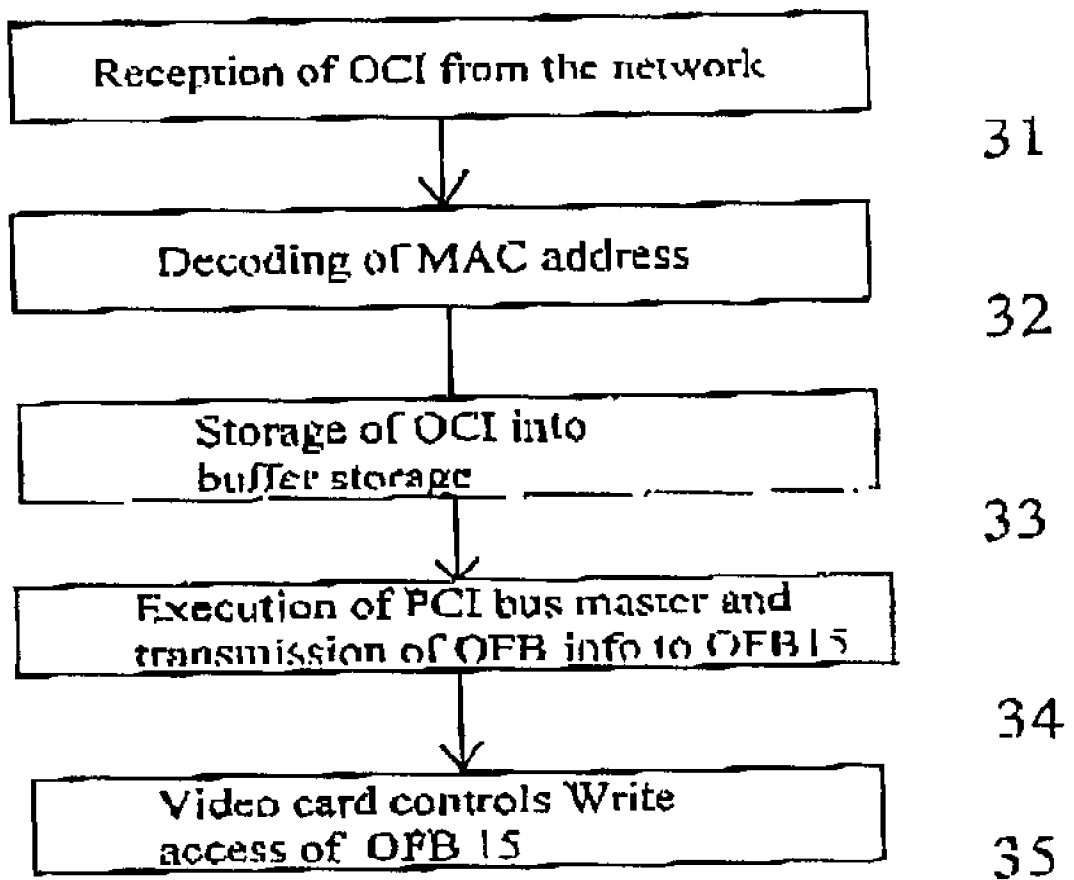 Reception of OCI from the network
31
Decoding of MAC address
32
Storage of OCI into
buffer storage
33
Execution of PCI bus master and
transmission of OFB info to OFB15
34
Video card controls Write
access of OFB 15
35